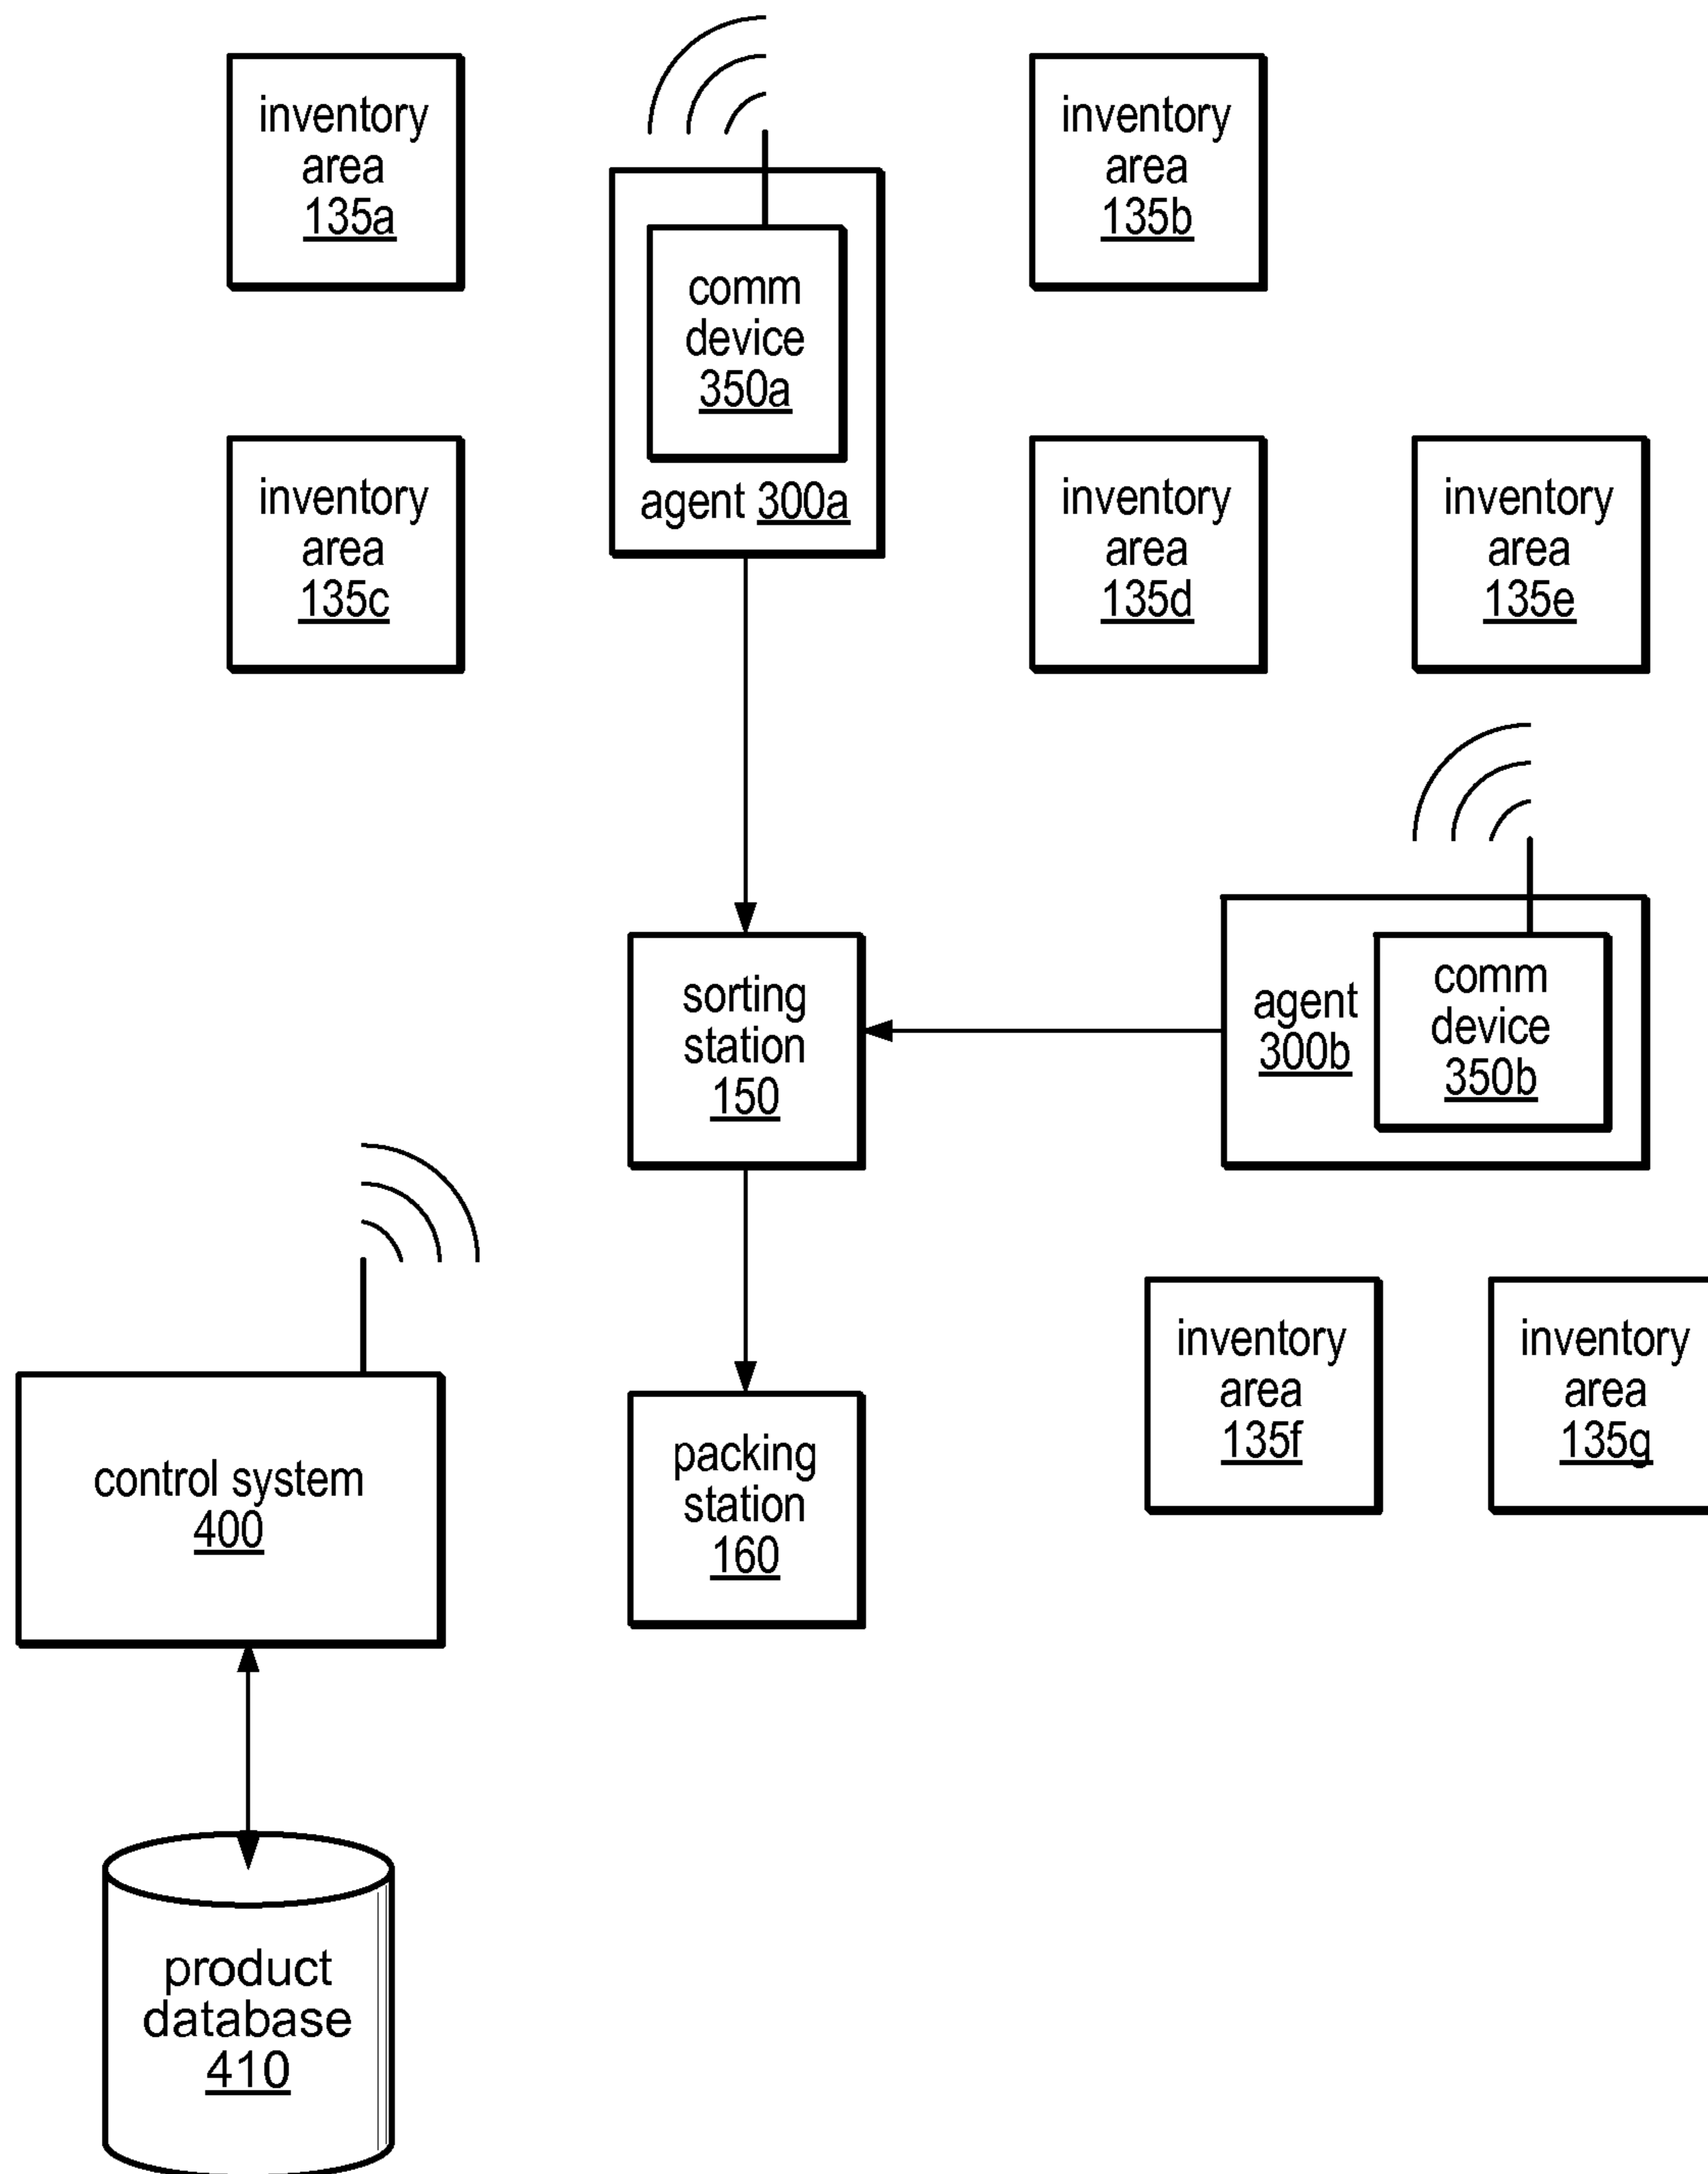 inventory
area
135a
comm
device
350a
agent 300a
inventory
area
135b
inventory
area
135c
inventory
area
135d
inventory
area
135e
sorting
station
150
agent
300b
comm
device
350b
control system
400
packing
station
160
inventory
area
135f
inventory
area
135g
product
database
410